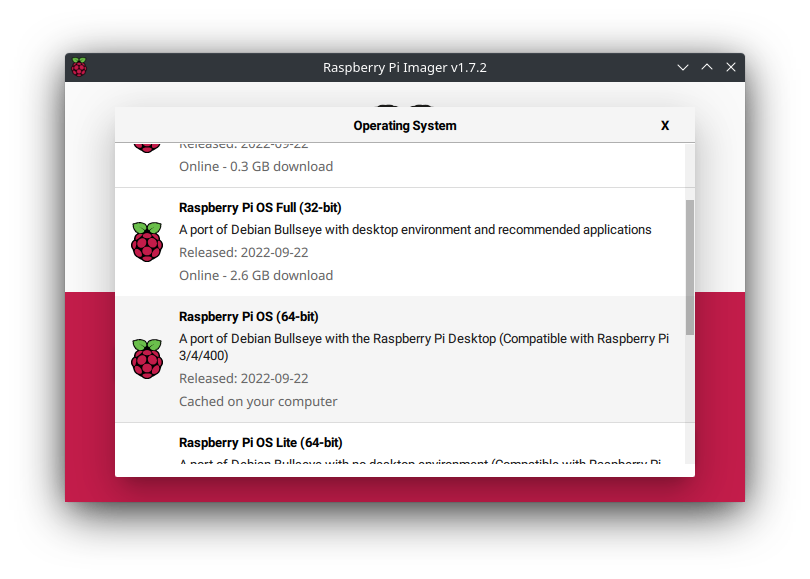 Raspberry Pi Imager v1.7.2
Operating System X
Released: 2022-09-22
Online - 0.3 GB download
Raspberry Pi OS Full (32-bit)
A port of Debian Bullseye with desktop environment and recommended applications
Released: 2022-09-22
Online - 2.6 GB download
Raspberry Pi OS (64-bit)
A port of Debian Bullseye with the Raspberry Pi Desktop (Compatible with Raspberry Pi
3/4/400)
Released: 2022-09-22
Cached on your computer
Raspberry Pi OS Lite (64-bit)
A port of Debian Bullseye with no desktop environment (Compatible with Raspberry Pi